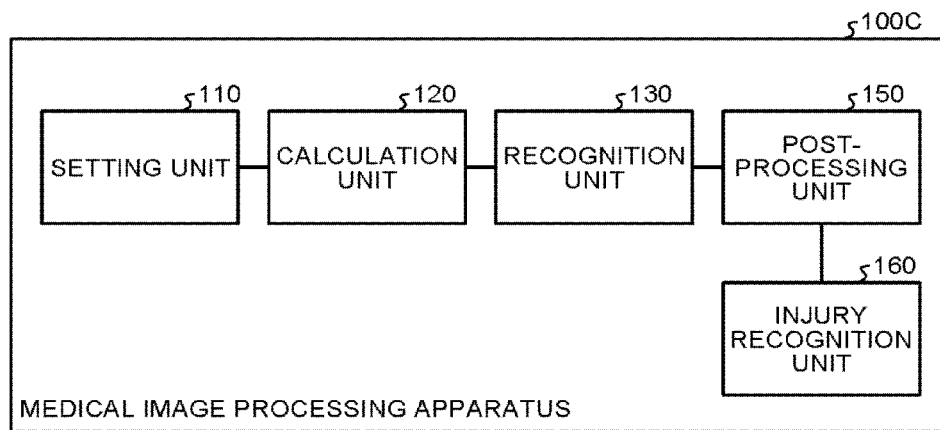 100C
110
120
130
150
SETTING UNIT
CALCULATION
UNIT
RECOGNITION
UNIT
POST-
PROCESSING
UNIT
160
INJURY
RECOGNITION
UNIT
MEDICAL IMAGE PROCESSING APPARATUS